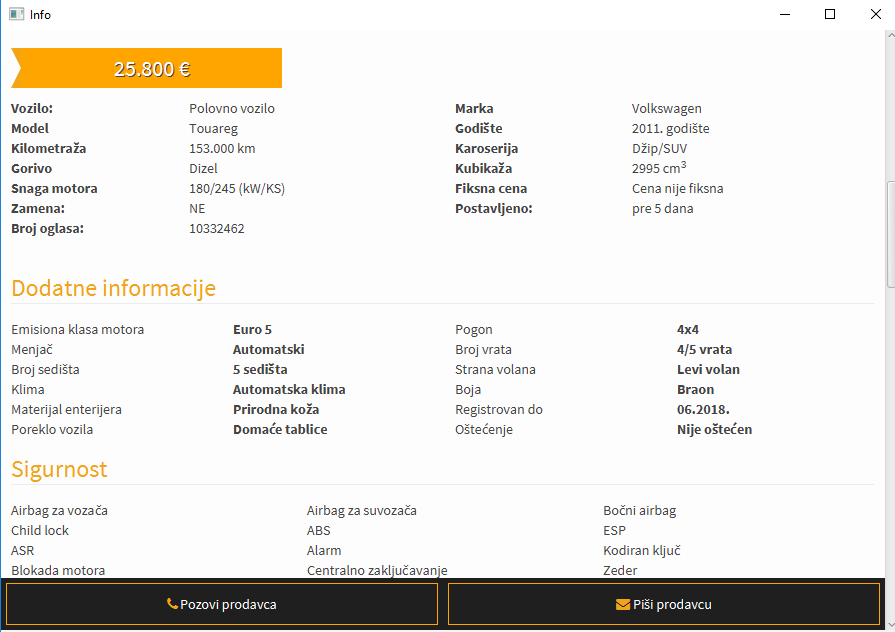 Info
25.800 €
Vozilo: Polovno vozilo Marka Volkswagen
Model Touareg Godište 2011. godište
Kilometraža 153.000 km Karoserija Džip/SUV
Gorivo Dizel Kubikaža 2995 cm³
Snaga motora 180/245 (kW/KS) Fiksna cena Cena nije fiksna
Zamena: NE Postavljeno: pre 5 dana
Broj oglasa: 10332462
Dodatne informacije
Emisiona klasa motora Euro 5 Pogon 4x4
Menjač Automatski Broj vrata 4/5 vrata
Broj sedišta 5 sedišta Strana volana Levi volan
Klima Automatska klima Boja Braon
Materijal enterijera Prirodna koža Registrovan do 06.2018.
Poreklo vozila Domaće tablice Oštećenje Nije oštećen
Sigurnost
Airbag za vozača Airbag za suvozača Bočni airbag
Child lock ABS ESP
ASR Alarm Kodiran ključ
Blokada motora Centralno zaključavanje Zeder
Pozovi prodavca Piši prodavcu